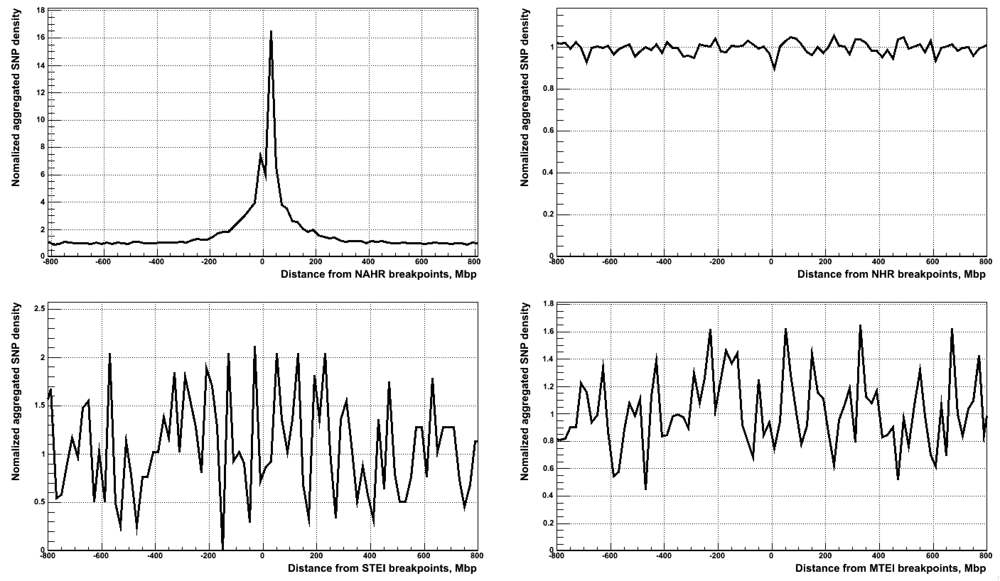 Nomalized aggregated SNP density
18
16
14
12
10
8
6
4
2
0
-800 -600 -400 -200 0 200 400 600 800
Distance from NAHR breakpoints, Mbp
Nomalized aggregated SNP density
1
0.8
0.6
0.4
0.2
0
-800 -600 -400 -200 0 200 400 600 800
Distance from NHR breakpoints, Mbp
Nomalized aggregated SNP density
2.5
2
1.5
1
0.5
0
-800 -600 -400 -200 0 200 400 600 800
Distance from STEI breakpoints, Mbp
Nomalized aggregated SNP density
1.8
1.6
1.4
1.2
1
0.8
0.6
0.4
0.2
0
-800 -600 -400 -200 0 200 400 600 800
Distance from MTEI breakpoints, Mbp